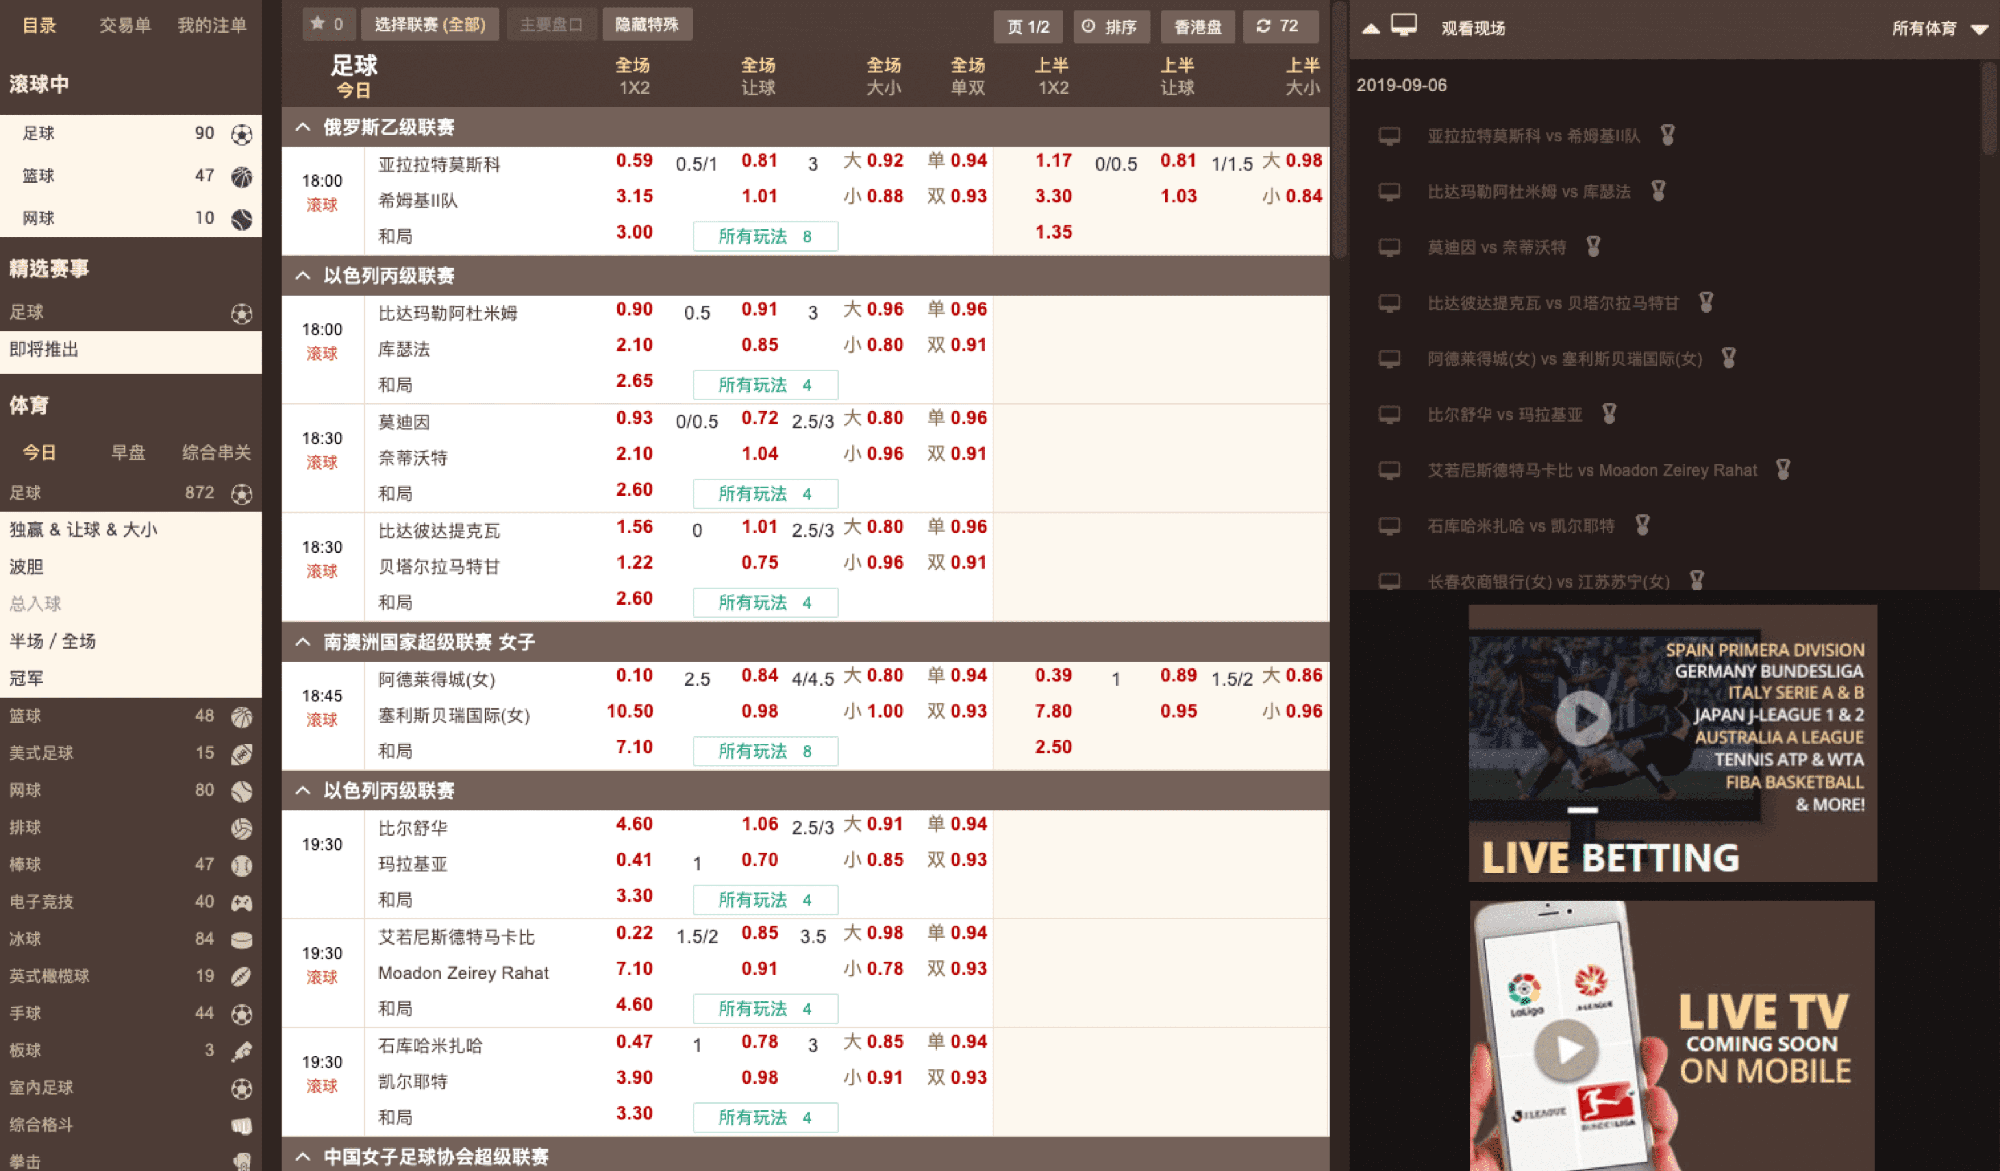 目录 交易单 我的注单
滚球中
足球 90
篮球 47
网球 10
精选赛事
足球
即将推出
体育
今日 早盘 综合串关
足球 872
独赢 & 让球 & 大小
波胆
总入球
半场 / 全场
冠军
篮球 48
美式足球 15
网球 80
排球
棒球 47
电子竞技 40
冰球 84
英式橄榄球 19
手球 44
板球 3
室内足球
综合格斗
拳击
0 选择联赛 (全部) 主要盘口 隐藏特殊 页 1/2 排序 香港盘 72
足球 全场 全场 全场 全场 上半 上半 上半
今日 1X2 让球 大小 单双 1X2 让球 大小
俄罗斯乙级联赛
18:00 滚球
亚拉拉特莫斯科 0.59 0.5/1 0.81 3 大 0.92 单 0.94 1.17 0/0.5 0.81 1/1.5 大 0.98
希姆基II队 3.15 1.01 小 0.88 双 0.93 3.30 1.03 小 0.84
和局 3.00 所有玩法 8 1.35
以色列丙级联赛
18:00 滚球
比达玛勒阿杜米姆 0.90 0.5 0.91 3 大 0.96 单 0.96
库瑟法 2.10 0.85 小 0.80 双 0.91
和局 2.65 所有玩法 4
18:30 滚球
莫迪因 0.93 0/0.5 0.72 2.5/3 大 0.80 单 0.96
奈蒂沃特 2.10 1.04 小 0.96 双 0.91
和局 2.60 所有玩法 4
18:30 滚球
比达彼达提克瓦 1.56 0 1.01 2.5/3 大 0.80 单 0.96
贝塔尔拉马特甘 1.22 0.75 小 0.96 双 0.91
和局 2.60 所有玩法 4
南澳洲国家超级联赛 女子
18:45 滚球
阿德莱得城(女) 0.10 2.5 0.84 4/4.5 大 0.80 单 0.94 0.39 1 0.89 1.5/2 大 0.86
塞利斯贝瑞国际(女) 10.50 0.98 小 1.00 双 0.93 7.80 0.95 小 0.96
和局 7.10 所有玩法 8 2.50
以色列丙级联赛
19:30
比尔舒华 4.60 1.06 2.5/3 大 0.91 单 0.94
玛拉基亚 0.41 1 0.70 小 0.85 双 0.93
和局 3.30 所有玩法 4
19:30 滚球
艾若尼斯德特马卡比 0.22 1.5/2 0.85 3.5 大 0.98 单 0.94
Moadon Zeirey Rahat 7.10 0.91 小 0.78 双 0.93
和局 4.60 所有玩法 4
19:30 滚球
石库哈米扎哈 0.47 1 0.78 3 大 0.85 单 0.94
凯尔耶特 3.90 0.98 小 0.91 双 0.93
和局 3.30 所有玩法 4
中国女子足球协会超级联赛
观看现场 所有体育
2019-09-06
亚拉拉特莫斯科 vs 希姆基II队
比达玛勒阿杜米姆 vs 库瑟法
莫迪因 vs 奈蒂沃特
比达彼达提克瓦 vs 贝塔尔拉马特甘
阿德莱得城(女) vs 塞利斯贝瑞国际(女)
比尔舒华 vs 玛拉基亚
艾若尼斯德特马卡比 vs Moadon Zeirey Rahat
石库哈米扎哈 vs 凯尔耶特
长春农商银行(女) vs 江苏苏宁(女)
SPAIN PRIMERA DIVISION
GERMANY BUNDESLIGA
ITALY SERIE A & B
JAPAN J-LEAGUE 1 & 2
AUSTRALIA A LEAGUE
TENNIS ATP & WTA
FIBA BASKETBALL
& MORE!
LIVE BETTING
LaLiga
LIVE TV
COMING SOON
ON MOBILE
J.LEAGUE
BUNDESLIGA